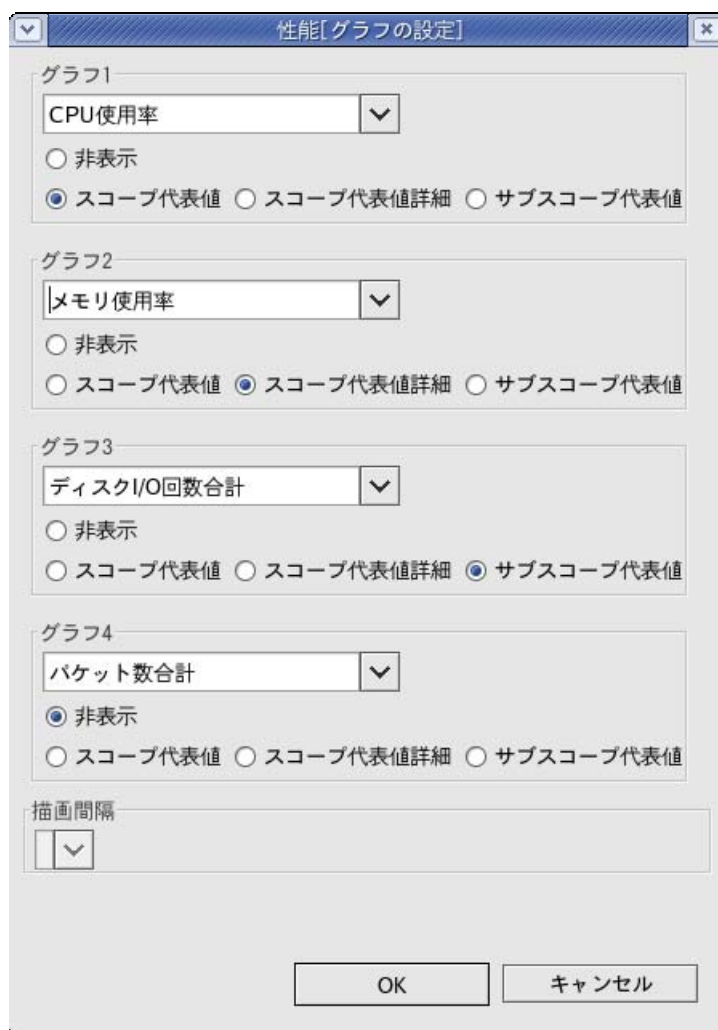 性能[グラフの設定]
グラフ1
CPU使用率
非表示
スコープ代表値 スコープ代表値詳細 サブスコープ代表値
グラフ2
メモリ使用率
非表示
スコープ代表値 スコープ代表値詳細 サブスコープ代表値
グラフ3
ディスクI/O回数合計
非表示
スコープ代表値 スコープ代表値詳細 サブスコープ代表値
グラフ4
パケット数合計
非表示
スコープ代表値 スコープ代表値詳細 サブスコープ代表値
描画間隔
OK キャンセル